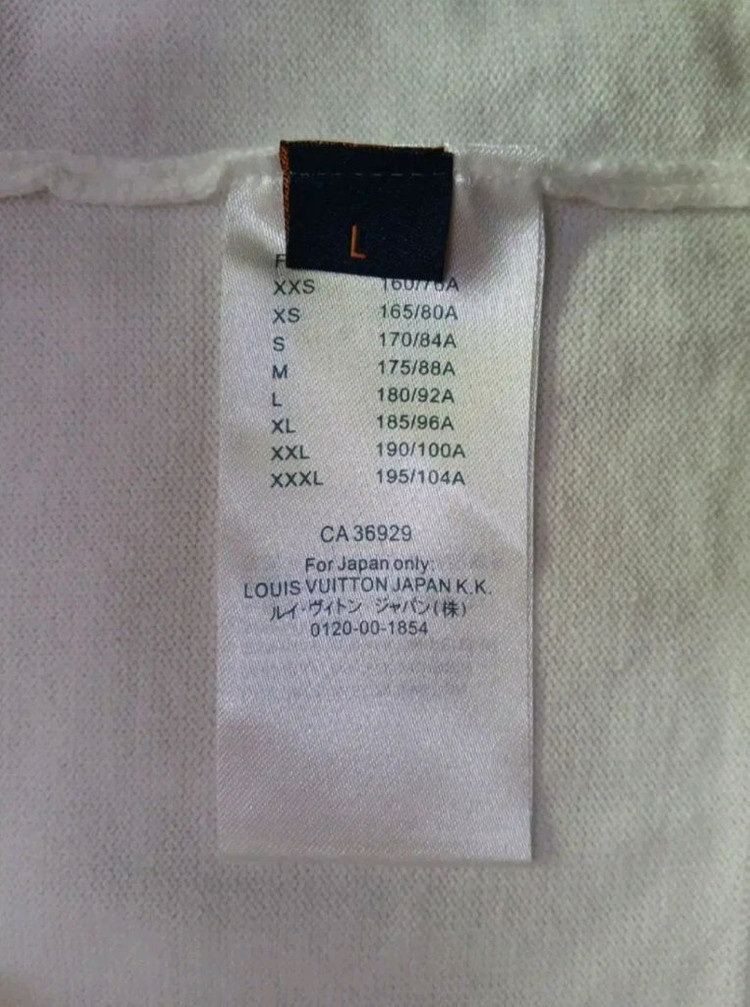 L
F
XXS 160/76A
XS 165/80A
S 170/84A
M 175/88A
L 180/92A
XL 185/96A
XXL 190/100A
XXXL 195/104A
CA 36929
For Japan only:
LOUIS VUITTON JAPAN K.K.
ルイ・ヴィトン ジャパン(株)
0120-00-1854